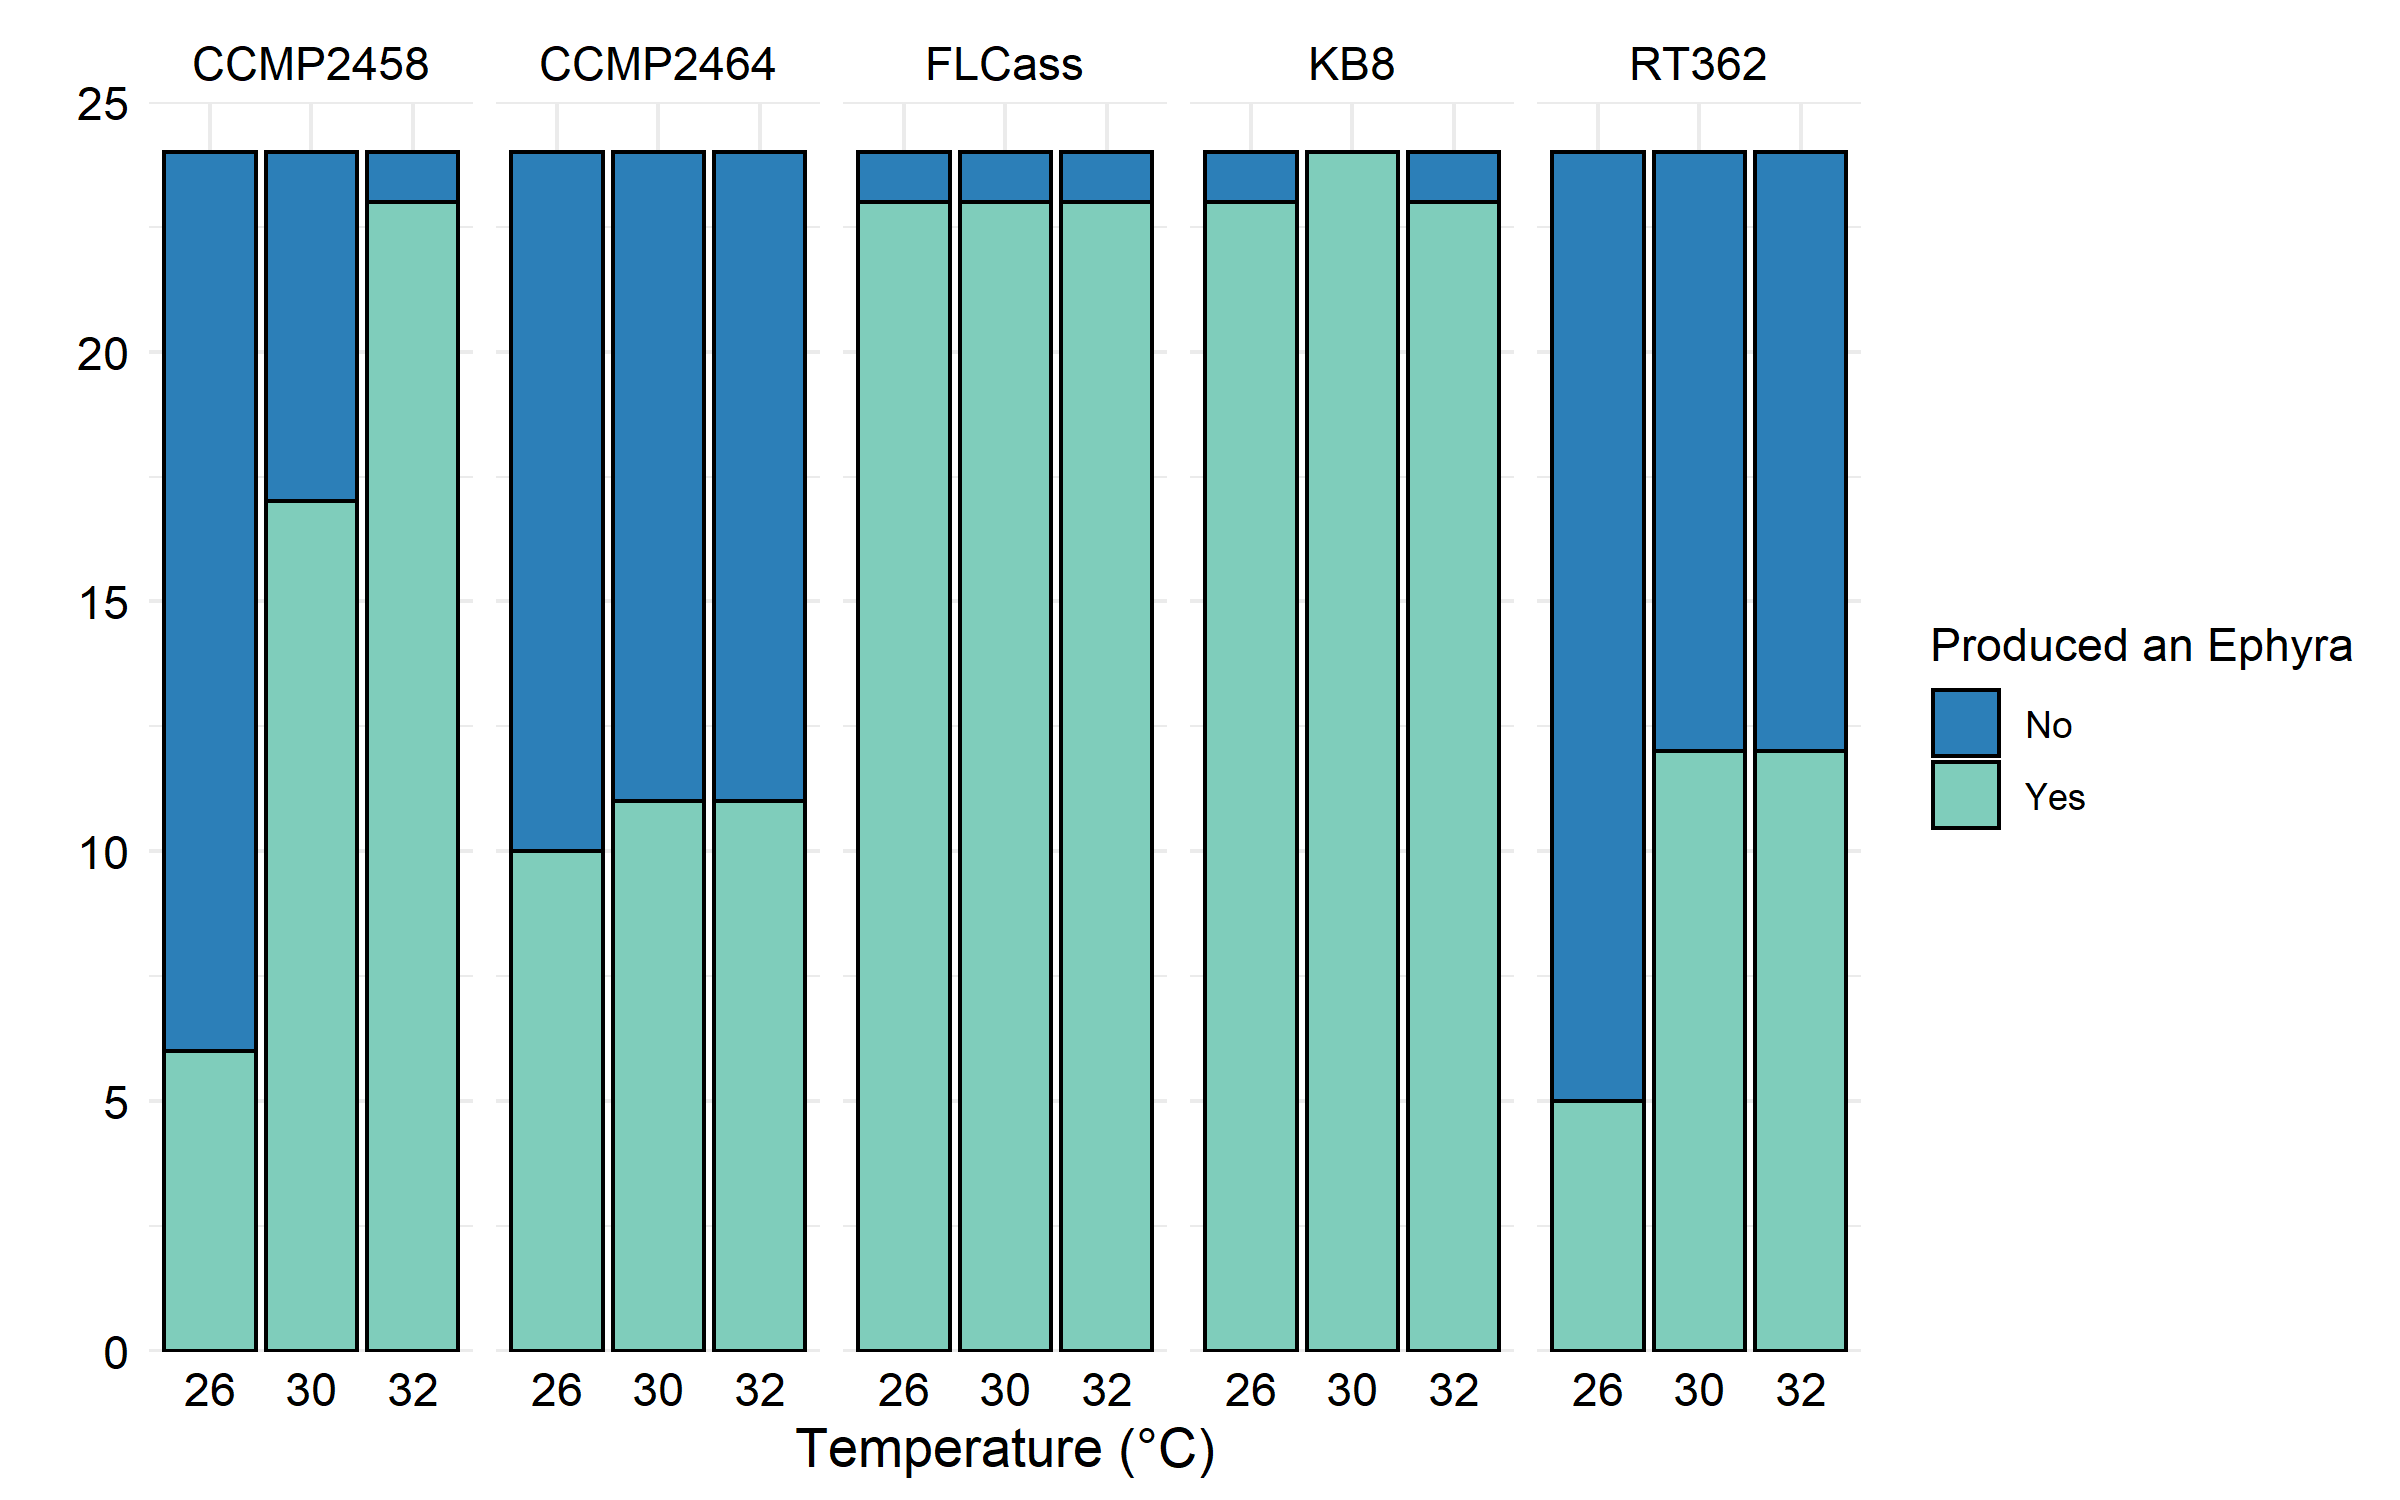 CCMP2458 CCMP2464 FLCass KB8 RT362
25
20
15
10
5
0
26 30 32 26 30 32 26 30 32 26 30 32 26 30 32
Temperature (°C)
Produced an Ephyra
No
Yes